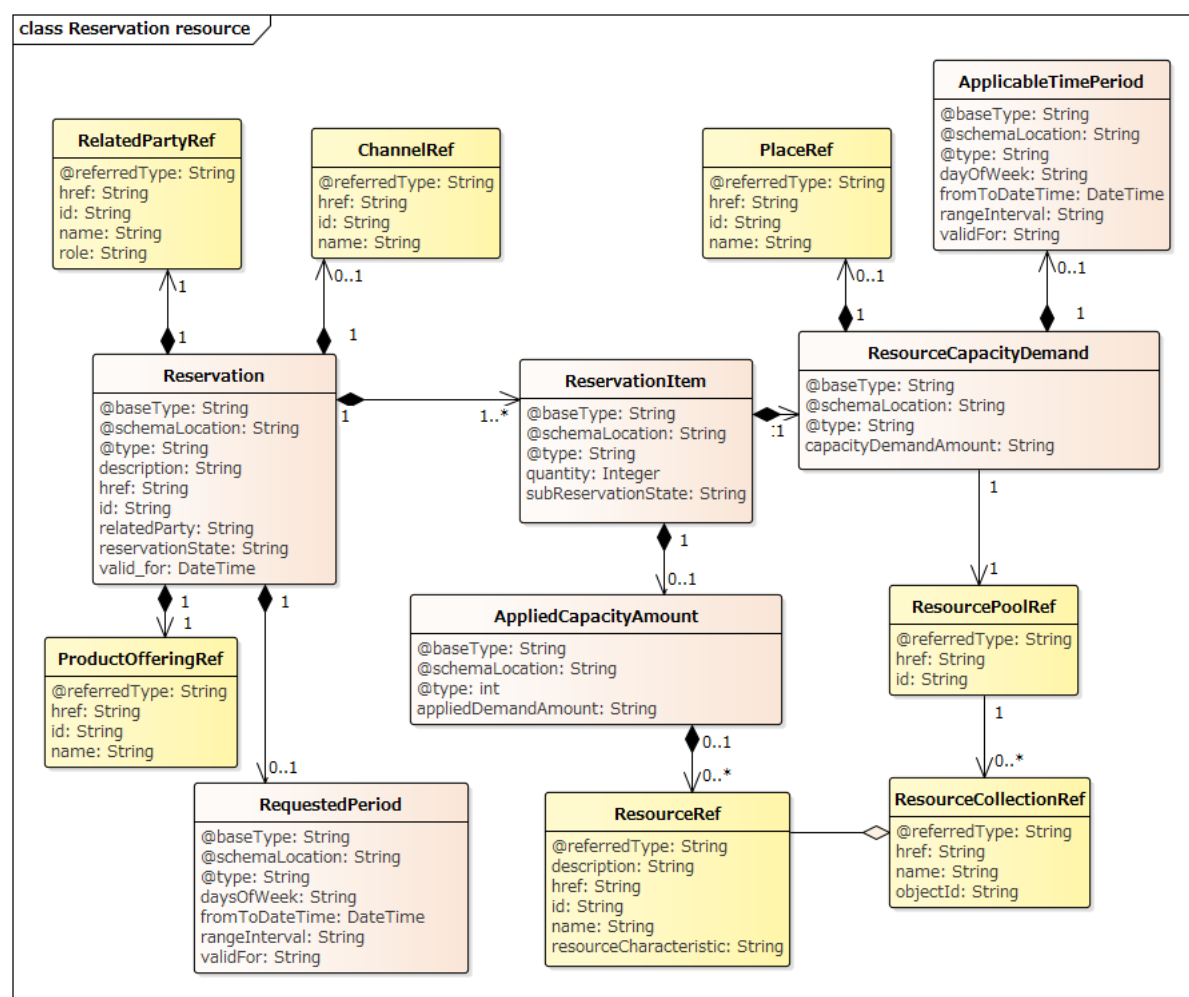 class Reservation resource
RelatedPartyRef
@referredType: String
href: String
id: String
name: String
role: String
ChannelRef
@referredType: String
href: String
id: String
name: String
PlaceRef
@referredType: String
href: String
id: String
name: String
ApplicableTimePeriod
@baseType: String
@schemaLocation: String
@type: String
dayOfWeek: String
fromToDateTime: DateTime
rangeInterval: String
validFor: String
1
0..1
0..1
0..1
1
1
1
1
Reservation
@baseType: String
@schemaLocation: String
@type: String
description: String
href: String
id: String
relatedParty: String
reservationState: String
valid_for: DateTime
1
1..*
ReservationItem
@baseType: String
@schemaLocation: String
@type: String
quantity: Integer
subReservationState: String
:1
ResourceCapacityDemand
@baseType: String
@schemaLocation: String
@type: String
capacityDemandAmount: String
1
1
1
1
0..1
1
1
ProductOfferingRef
@referredType: String
href: String
id: String
name: String
AppliedCapacityAmount
@baseType: String
@schemaLocation: String
@type: int
appliedDemandAmount: String
ResourcePoolRef
@referredType: String
href: String
id: String
1
0..1
0..1
0..*
0..*
RequestedPeriod
@baseType: String
@schemaLocation: String
@type: String
daysOfWeek: String
fromToDateTime: DateTime
rangeInterval: String
validFor: String
ResourceRef
@referredType: String
description: String
href: String
id: String
name: String
resourceCharacteristic: String
ResourceCollectionRef
@referredType: String
href: String
name: String
objectId: String